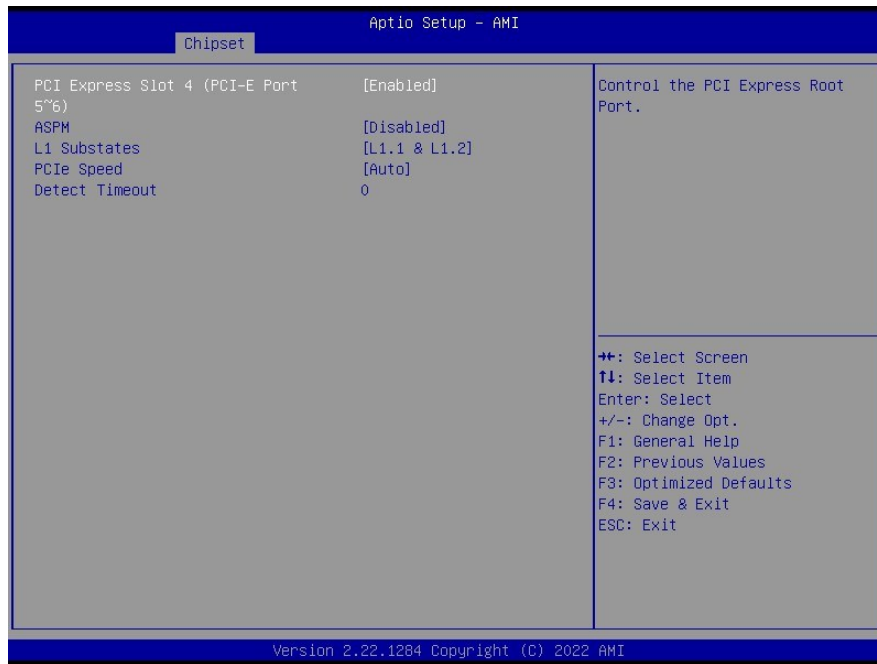 Aptio Setup – AMI
Chipset
PCI Express Slot 4 (PCI-E Port [Enabled]
5~6)
ASPM [Disabled]
L1 Substates [L1.1 & L1.2]
PCIe Speed [Auto]
Detect Timeout 0
Control the PCI Express Root
Port.
→←: Select Screen
↑↓: Select Item
Enter: Select
+/-: Change Opt.
F1: General Help
F2: Previous Values
F3: Optimized Defaults
F4: Save & Exit
ESC: Exit
Version 2.22.1284 Copyright (C) 2022 AMI